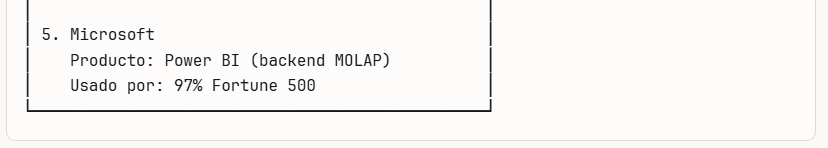 5. Microsoft
Producto: Power BI (backend MOLAP)
Usado por: 97% Fortune 500